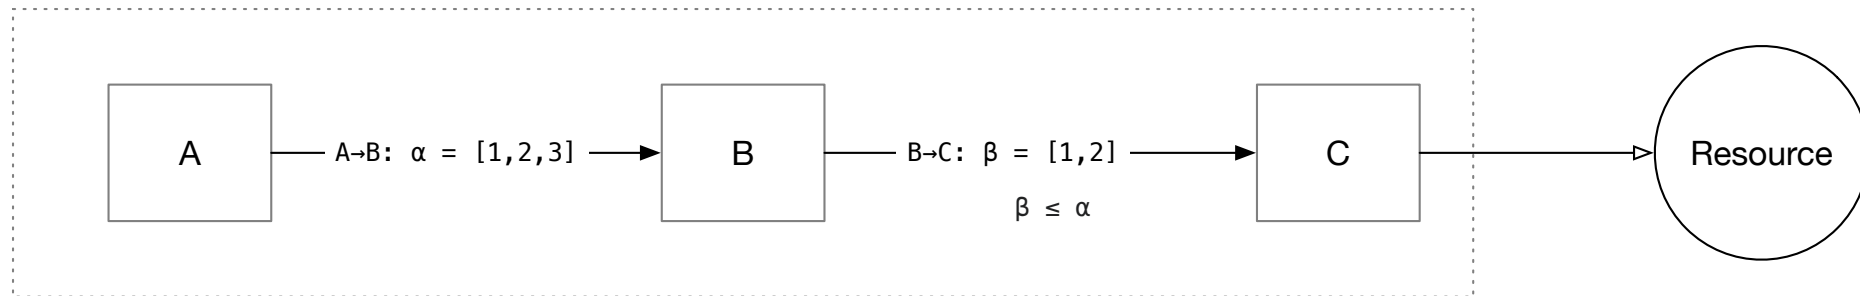 A
A→B: α = [1,2,3]
B
B→C: β = [1,2]
β ≤ α
C
Resource